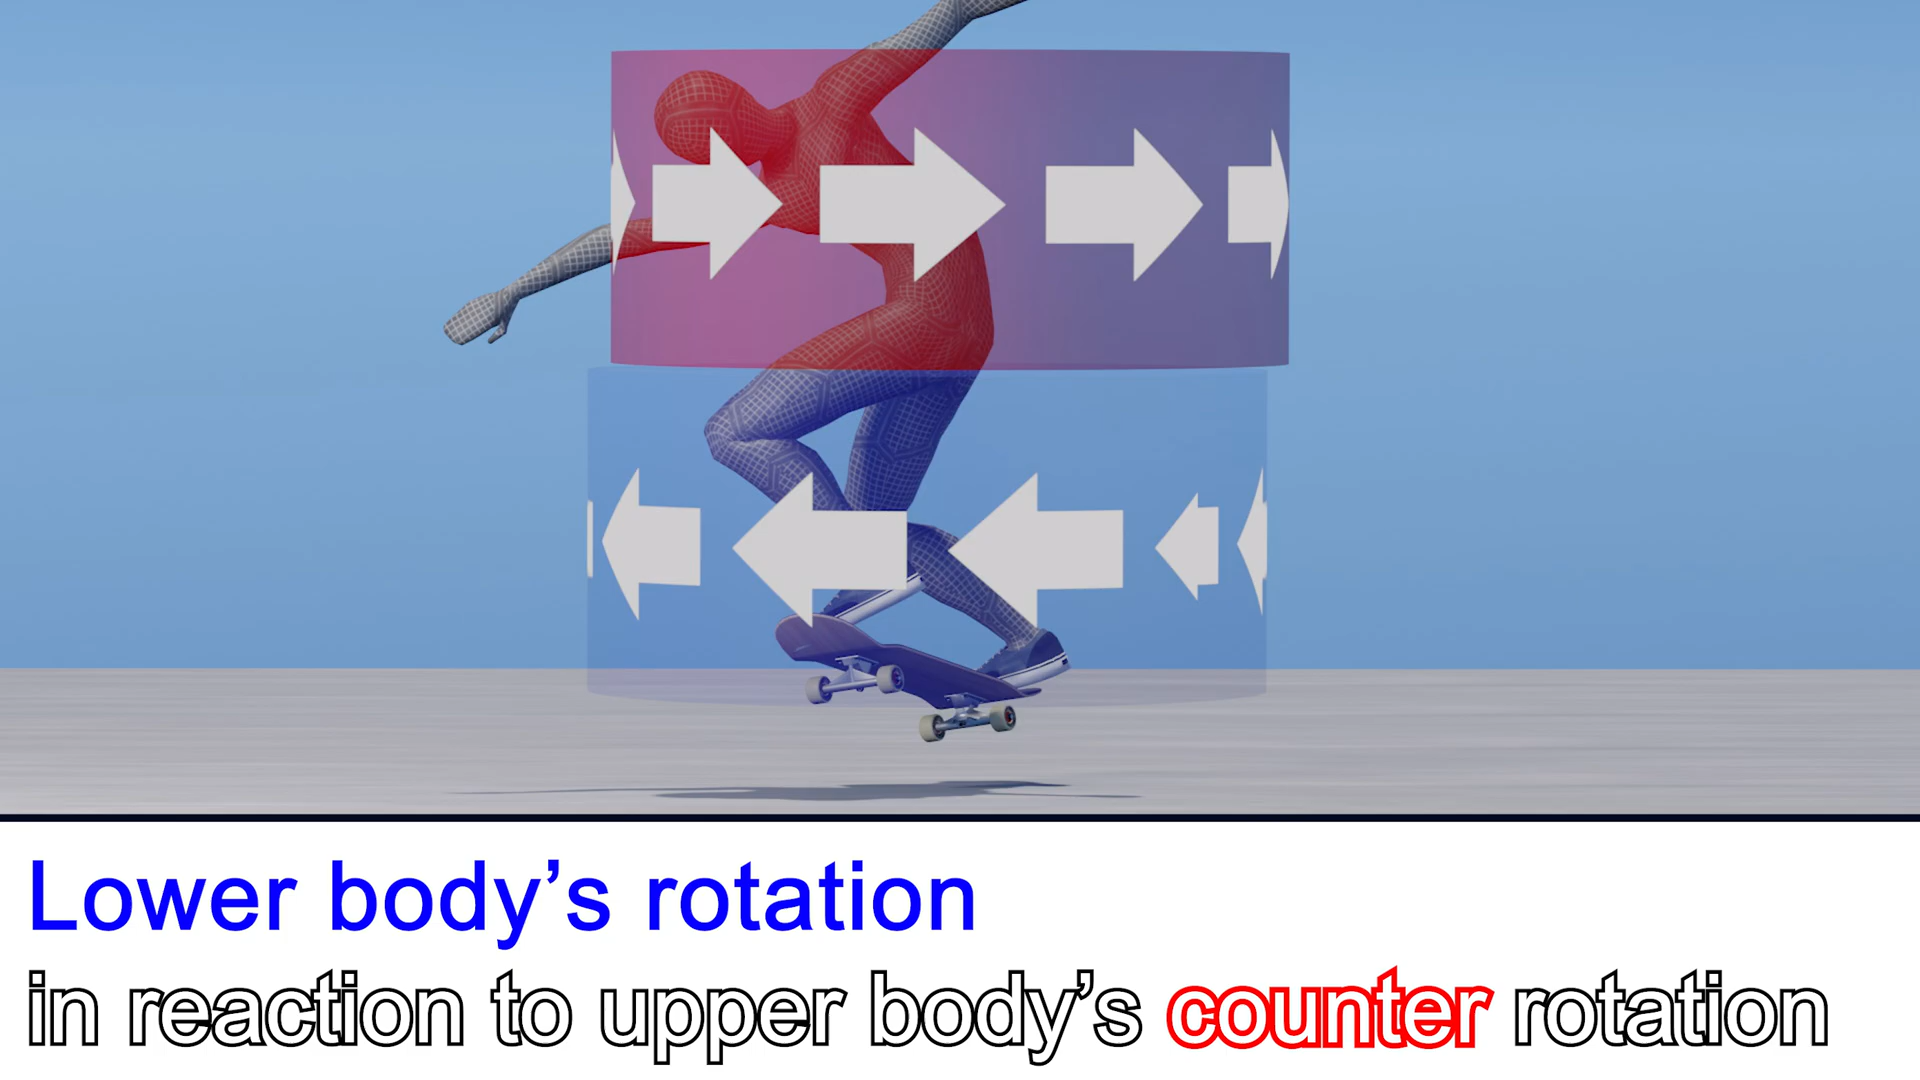 Lower body’s rotation
in reaction to upper body’s counter rotation